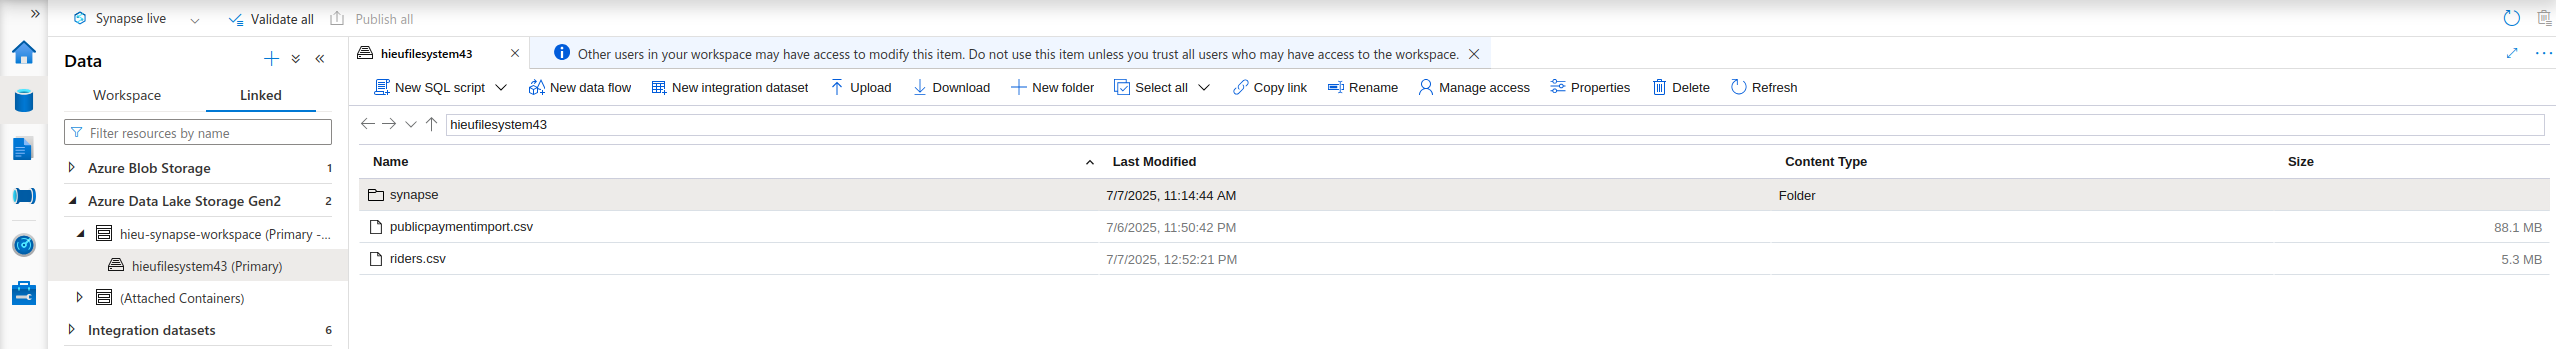 Synapse live Validate all Publish all
Data
Workspace Linked
Filter resources by name
Azure Blob Storage 1
Azure Data Lake Storage Gen2 2
hieu-synapse-workspace (Primary -...
hieufilesystem43 (Primary)
(Attached Containers)
Integration datasets 6
hieufilesystem43
Other users in your workspace may have access to modify this item. Do not use this item unless you trust all users who may have access to the workspace.
New SQL script New data flow New integration dataset Upload Download New folder Select all Copy link Rename Manage access Properties Delete Refresh
hieufilesystem43
Name Last Modified Content Type Size
synapse 7/7/2025, 11:14:44 AM Folder
publicpaymentimport.csv 7/6/2025, 11:50:42 PM 88.1 MB
riders.csv 7/7/2025, 12:52:21 PM 5.3 MB